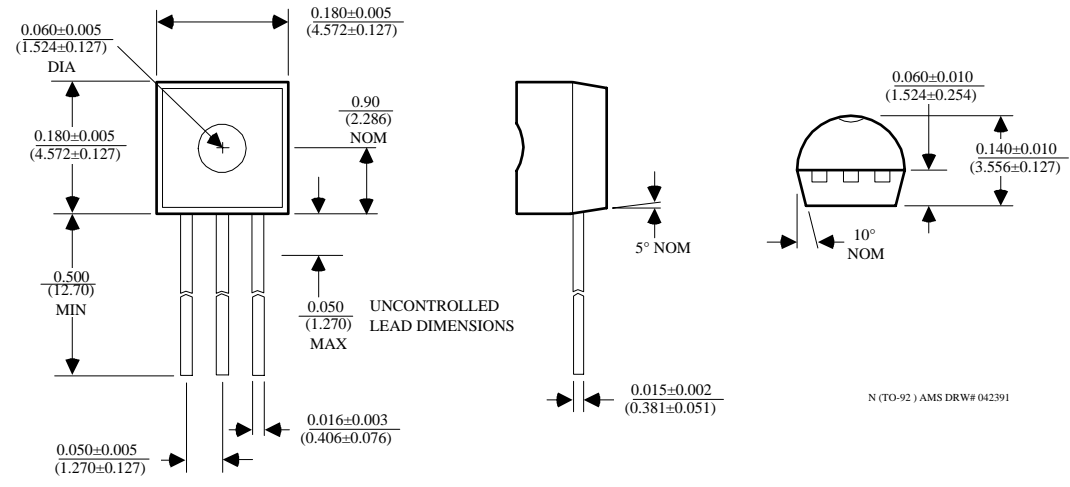 0.180±0.005
(4.572±0.127)
0.060±0.005
(1.524±0.127)
DIA
0.90
(2.286)
NOM
0.180±0.005
(4.572±0.127)
0.500
(12.70)
MIN
0.050
(1.270)
MAX
UNCONTROLLED
LEAD DIMENSIONS
0.016±0.003
(0.406±0.076)
0.050±0.005
(1.270±0.127)
5° NOM
0.015±0.002
(0.381±0.051)
0.060±0.010
(1.524±0.254)
0.140±0.010
(3.556±0.127)
10°
NOM
N (TO-92 ) AMS DRW# 042391